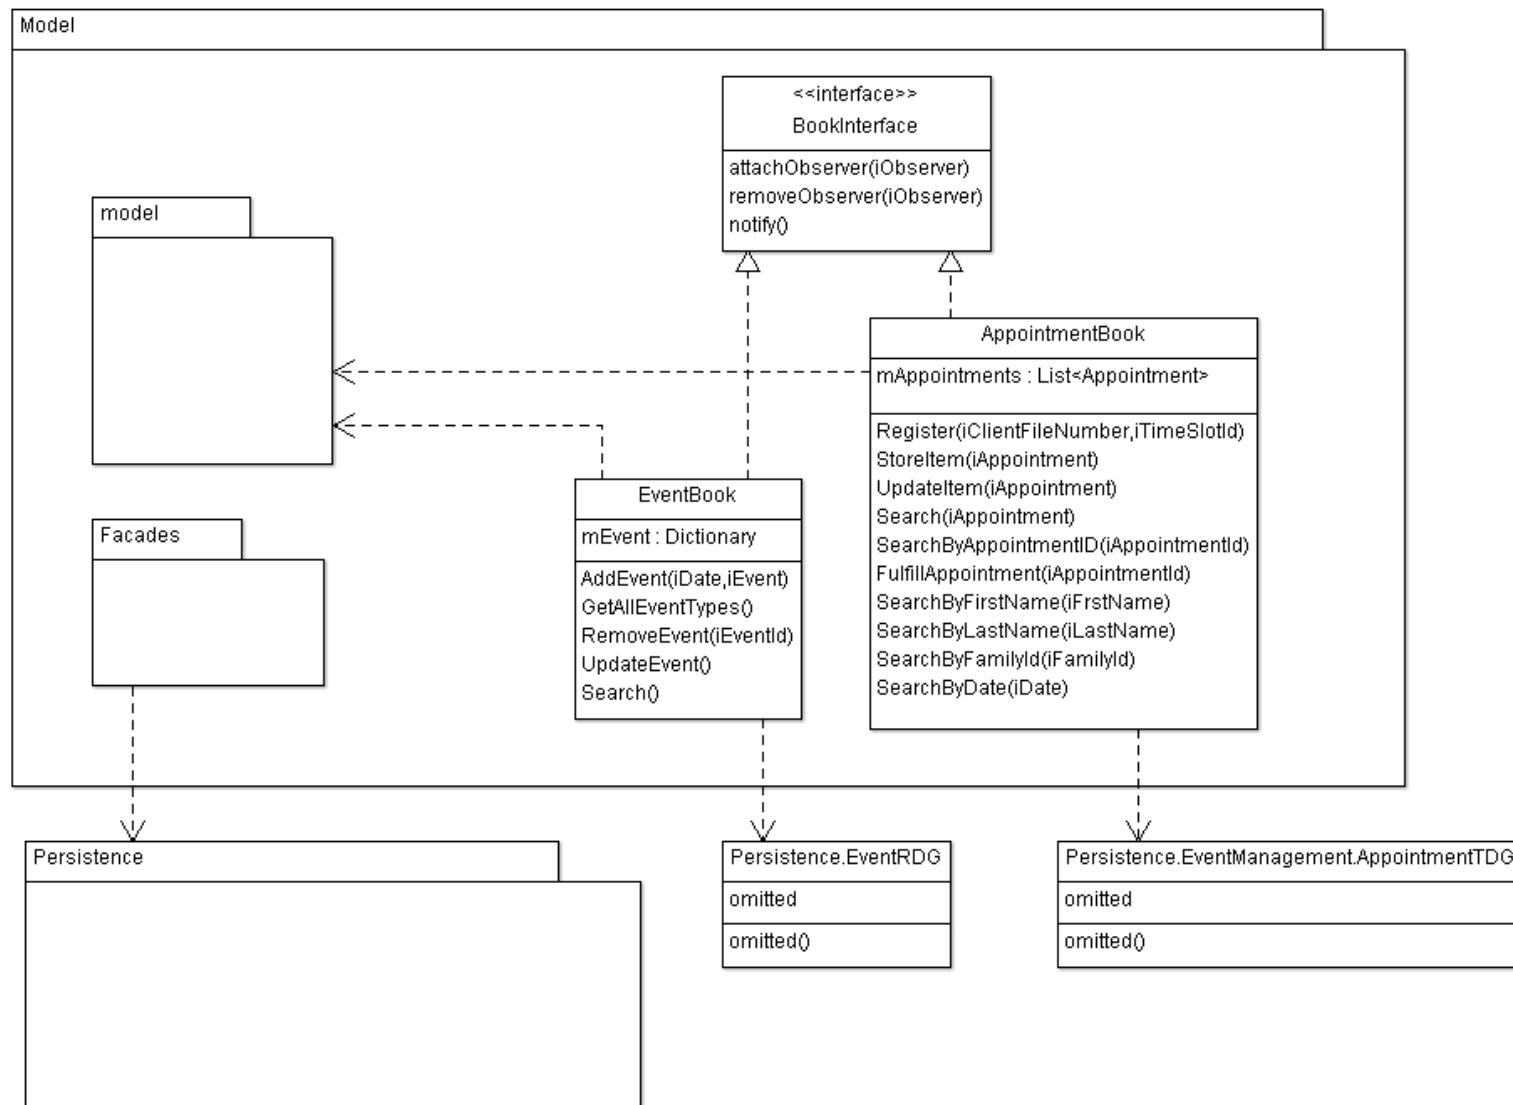 Model
<<interface>>
BookInterface
attachObserver(iObserver)
removeObserver(iObserver)
notify()
model
AppointmentBook
mAppointments : List<Appointment>
Register(iClientFileNumber,iTimeSlotId)
StoreItem(iAppointment)
UpdateItem(iAppointment)
Search(iAppointment)
SearchByAppointmentID(iAppointmentId)
FulfillAppointment(iAppointmentId)
SearchByFirstName(iFrstName)
SearchByLastName(iLastName)
SearchByFamilyId(iFamilyId)
SearchByDate(iDate)
EventBook
mEvent : Dictionary
AddEvent(iDate,iEvent)
GetAllEventTypes()
RemoveEvent(iEventId)
UpdateEvent()
Search()
Facades
Persistence
Persistence.EventRDG
omitted
omitted()
Persistence.EventManagement.AppointmentTDG
omitted
omitted()